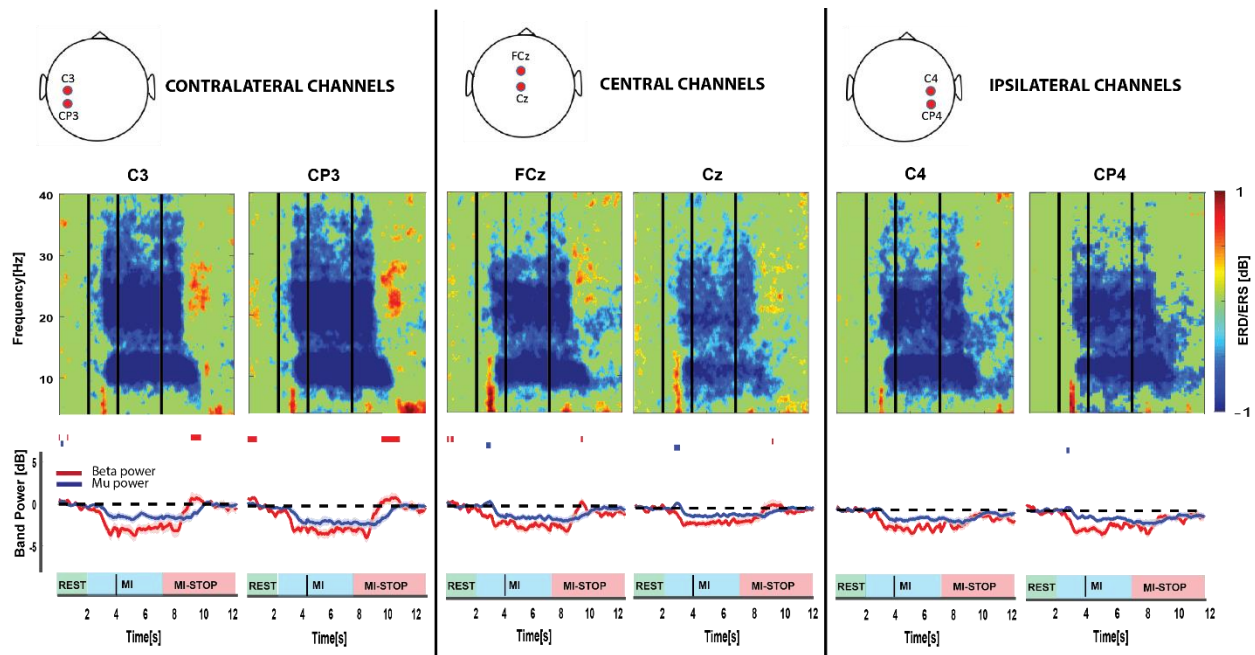 C3
CP3
CONTRALATERAL CHANNELS
FCz
Cz
CENTRAL CHANNELS
C4
CP4
IPSILATERAL CHANNELS
C3
CP3
FCz
Cz
C4
CP4
Frequency[Hz]
40
30
20
10
1
-1
ERD/ERS [dB]
Band Power [dB]
5
0
-5
Beta power
Mu power
REST MI MI-STOP
REST MI MI-STOP
REST MI MI-STOP
REST MI MI-STOP
REST MI MI-STOP
REST MI MI-STOP
2 4 6 8 10 12
2 4 6 8 10 12
2 4 6 8 10 12
2 4 6 8 10 12
2 4 6 8 10 12
2 4 6 8 10 12
Time[s]
Time[s]
Time[s]
Time[s]
Time[s]
Time[s]